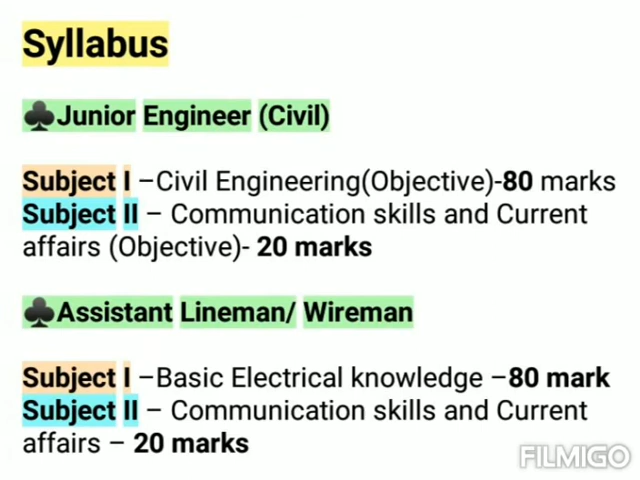 Syllabus
♣Junior Engineer (Civil)
Subject I –Civil Engineering(Objective)-80 marks
Subject II – Communication skills and Current
affairs (Objective)- 20 marks
♣Assistant Lineman/ Wireman
Subject I –Basic Electrical knowledge –80 mark
Subject II – Communication skills and Current
affairs – 20 marks
FILMIGO